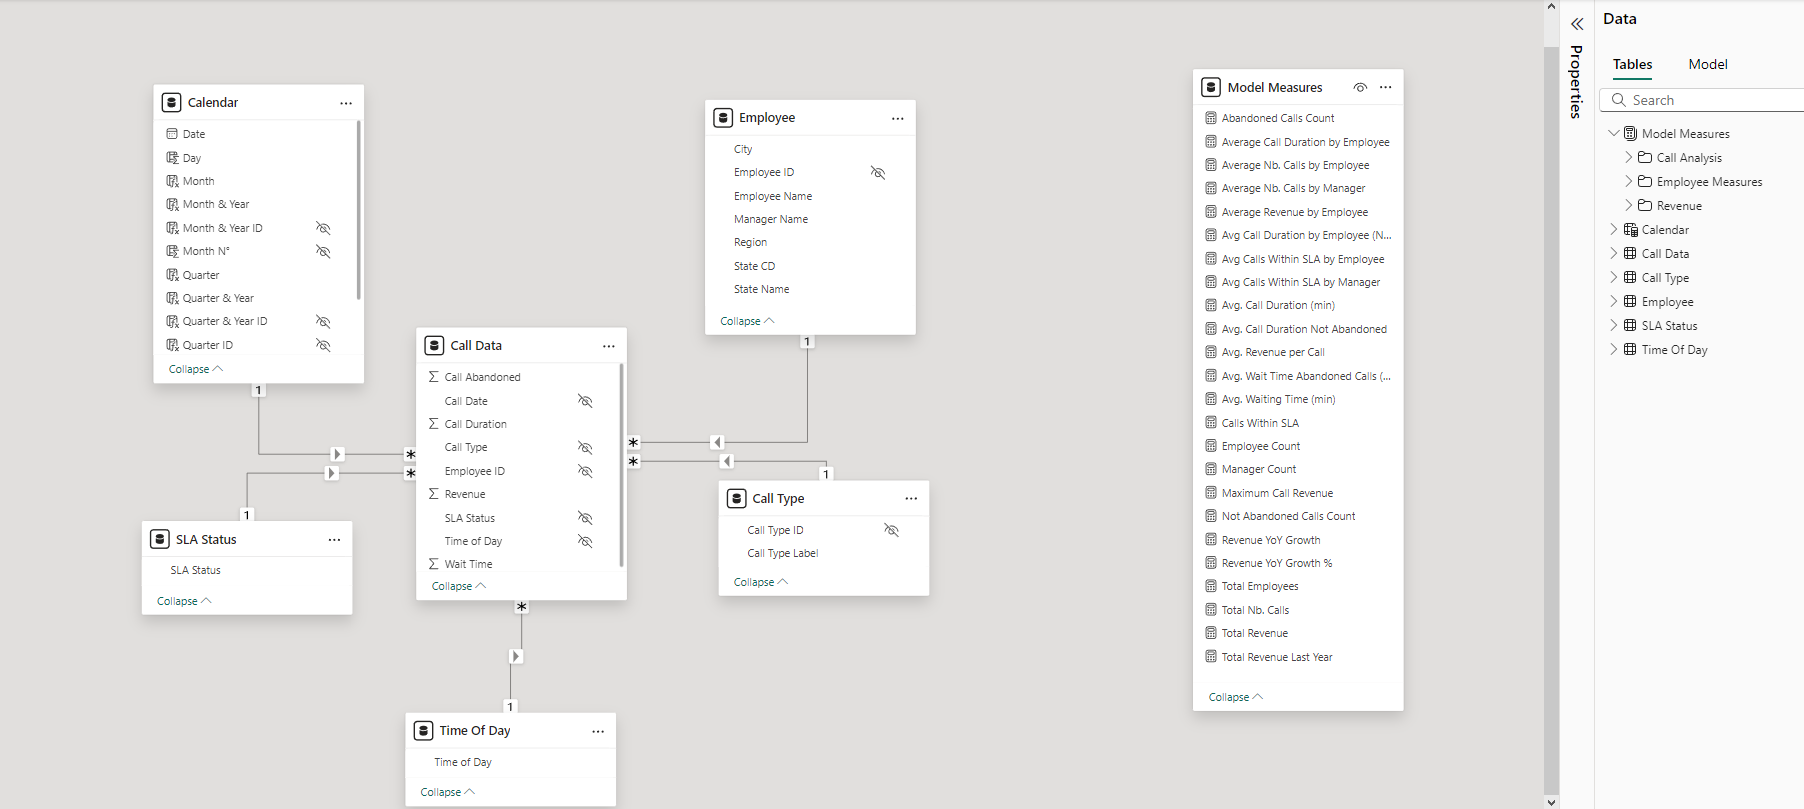 Calendar
Date
Day
Month
Month & Year
Month & Year ID
Month N°
Quarter
Quarter & Year
Quarter & Year ID
Quarter ID
Collapse
1
SLA Status
SLA Status
Collapse
1
Call Data
Call Abandoned
Call Date
Call Duration
Call Type
Employee ID
Revenue
SLA Status
Time of Day
Wait Time
Collapse
*
*
*
*
*
1
Time Of Day
Time of Day
Collapse
Employee
City
Employee ID
Employee Name
Manager Name
Region
State CD
State Name
Collapse
1
1
Call Type
Call Type ID
Call Type Label
Collapse
Model Measures
Abandoned Calls Count
Average Call Duration by Employee
Average Nb. Calls by Employee
Average Nb. Calls by Manager
Average Revenue by Employee
Avg Call Duration by Employee (N...
Avg Calls Within SLA by Employee
Avg Calls Within SLA by Manager
Avg. Call Duration (min)
Avg. Call Duration Not Abandoned
Avg. Revenue per Call
Avg. Wait Time Abandoned Calls (...
Avg. Waiting Time (min)
Calls Within SLA
Employee Count
Manager Count
Maximum Call Revenue
Not Abandoned Calls Count
Revenue YoY Growth
Revenue YoY Growth %
Total Employees
Total Nb. Calls
Total Revenue
Total Revenue Last Year
Collapse
Properties
Data
Tables Model
Search
Model Measures
Call Analysis
Employee Measures
Revenue
Calendar
Call Data
Call Type
Employee
SLA Status
Time Of Day